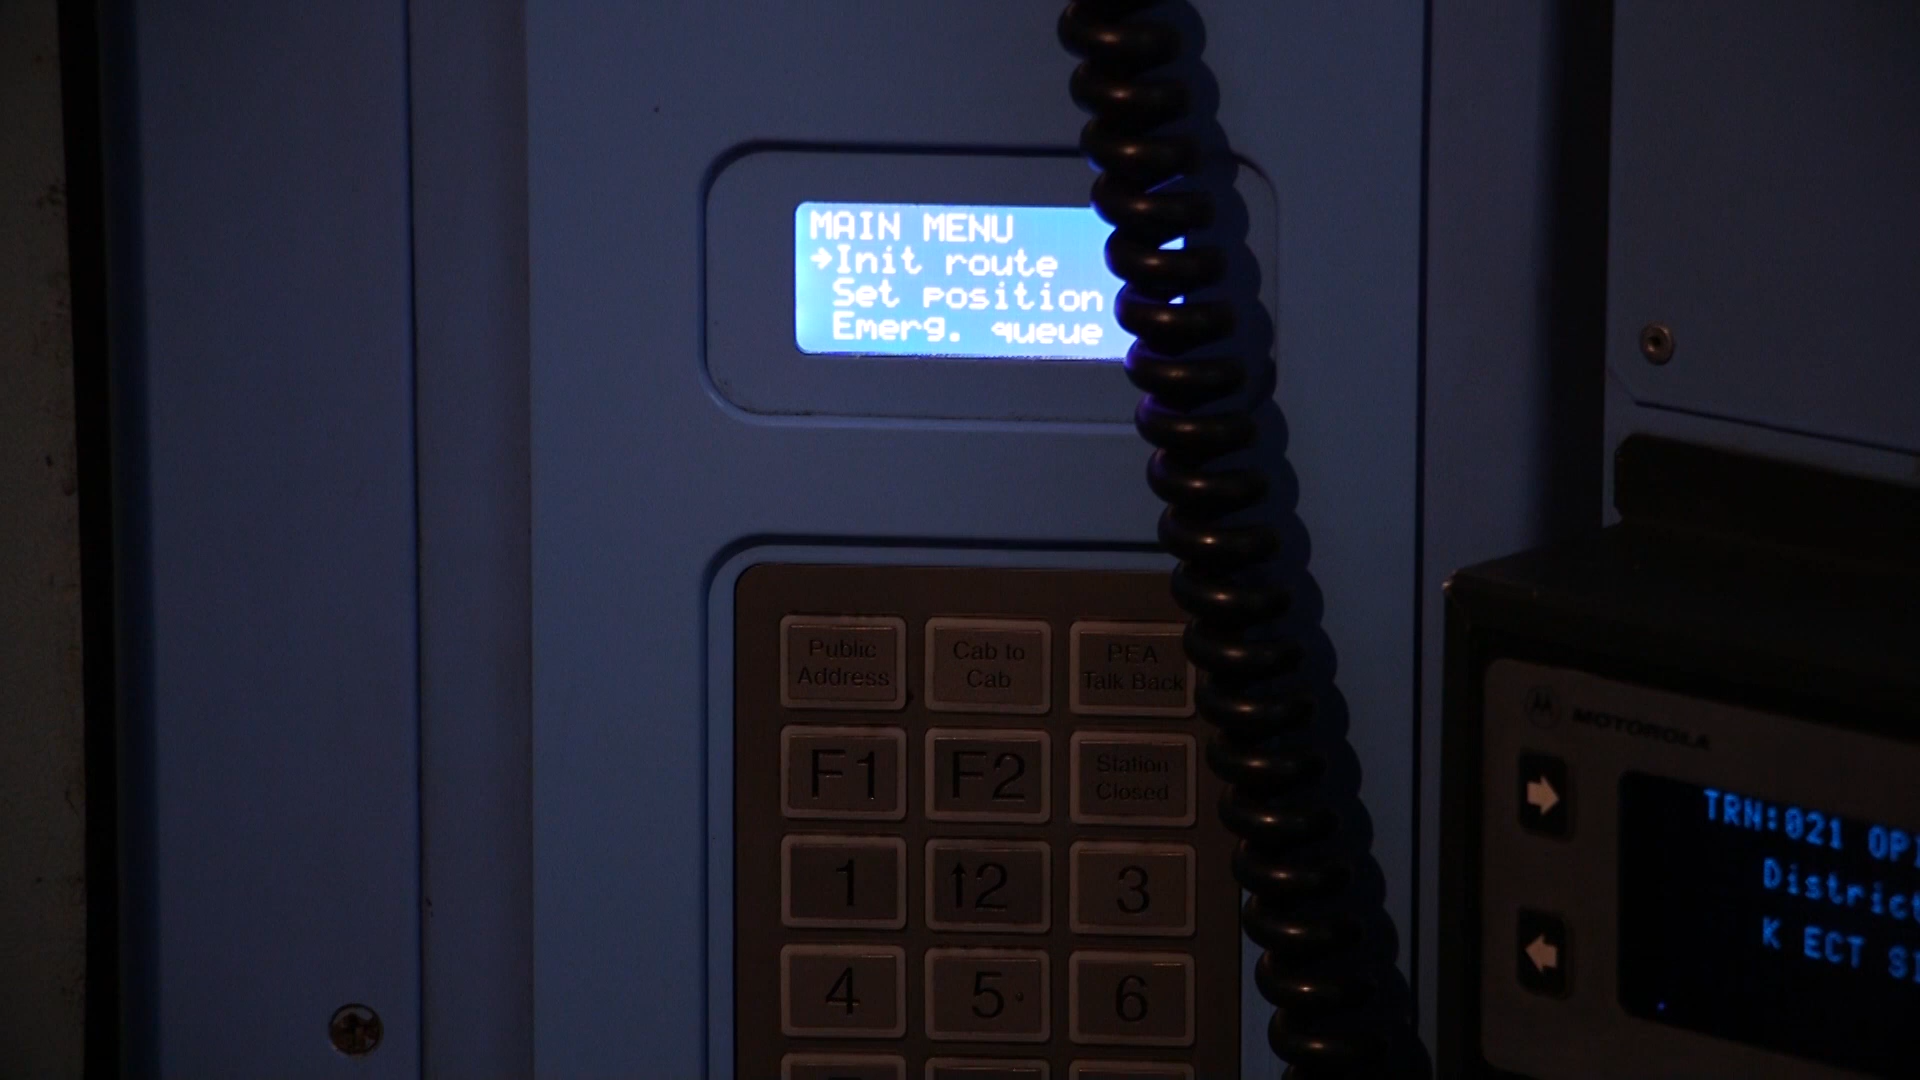 MAIN MENU
→Init route
Set position
Emerg. queue
Public
Address
Cab to
Cab
PEA
Talk Back
F1
F2
Station
Closed
1
↑2
3
4
5
6
MOTOROLA
TRN:021
District
K ECT